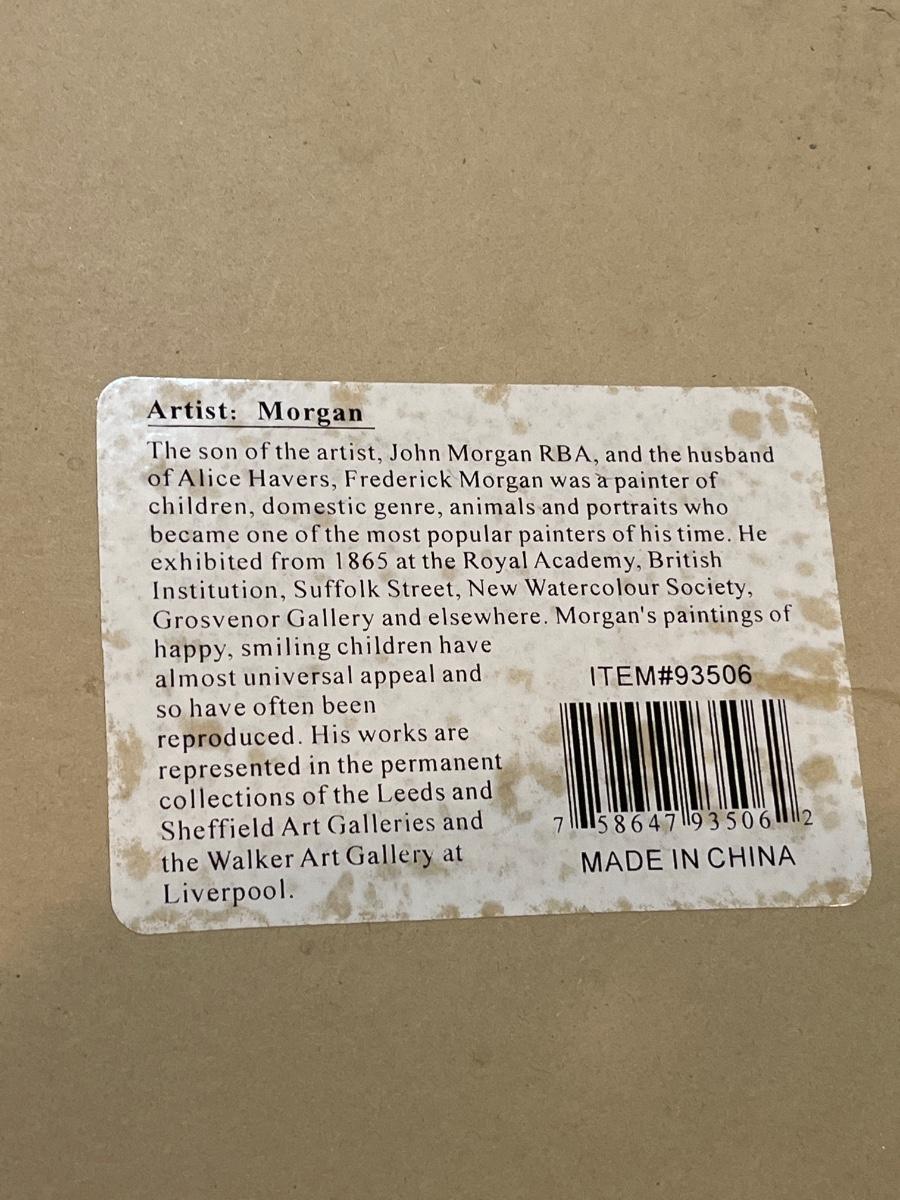 Artist: Morgan
The son of the artist, John Morgan RBA, and the husband
of Alice Havers, Frederick Morgan was a painter of
children, domestic genre, animals and portraits who
became one of the most popular painters of his time. He
exhibited from 1865 at the Royal Academy, British
Institution, Suffolk Street, New Watercolour Society,
Grosvenor Gallery and elsewhere. Morgan's paintings of
happy, smiling children have
almost universal appeal and
so have often been
reproduced. His works are
represented in the permanent
collections of the Leeds and
Sheffield Art Galleries and
the Walker Art Gallery at
Liverpool.
ITEM#93506
7 58647 93506 2
MADE IN CHINA